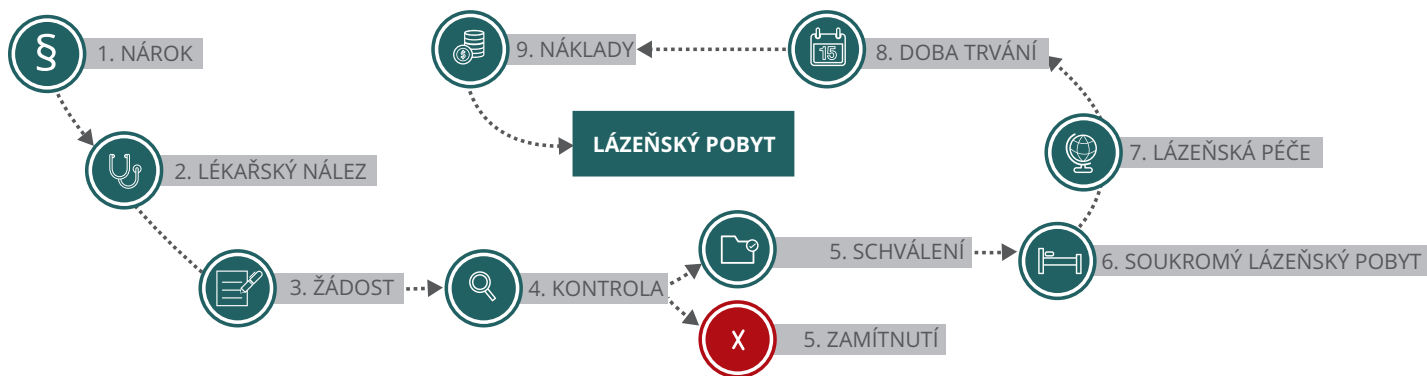 §
1. NÁROK
2. LÉKAŘSKÝ NÁLEZ
3. ŽÁDOST
4. KONTROLA
5. SCHVÁLENÍ
X
5. ZAMÍTNUTÍ
6. SOUKROMÝ LÁZEŇSKÝ POBYT
7. LÁZEŇSKÁ PÉČE
15
8. DOBA TRVÁNÍ
$
9. NÁKLADY
LÁZEŇSKÝ POBYT